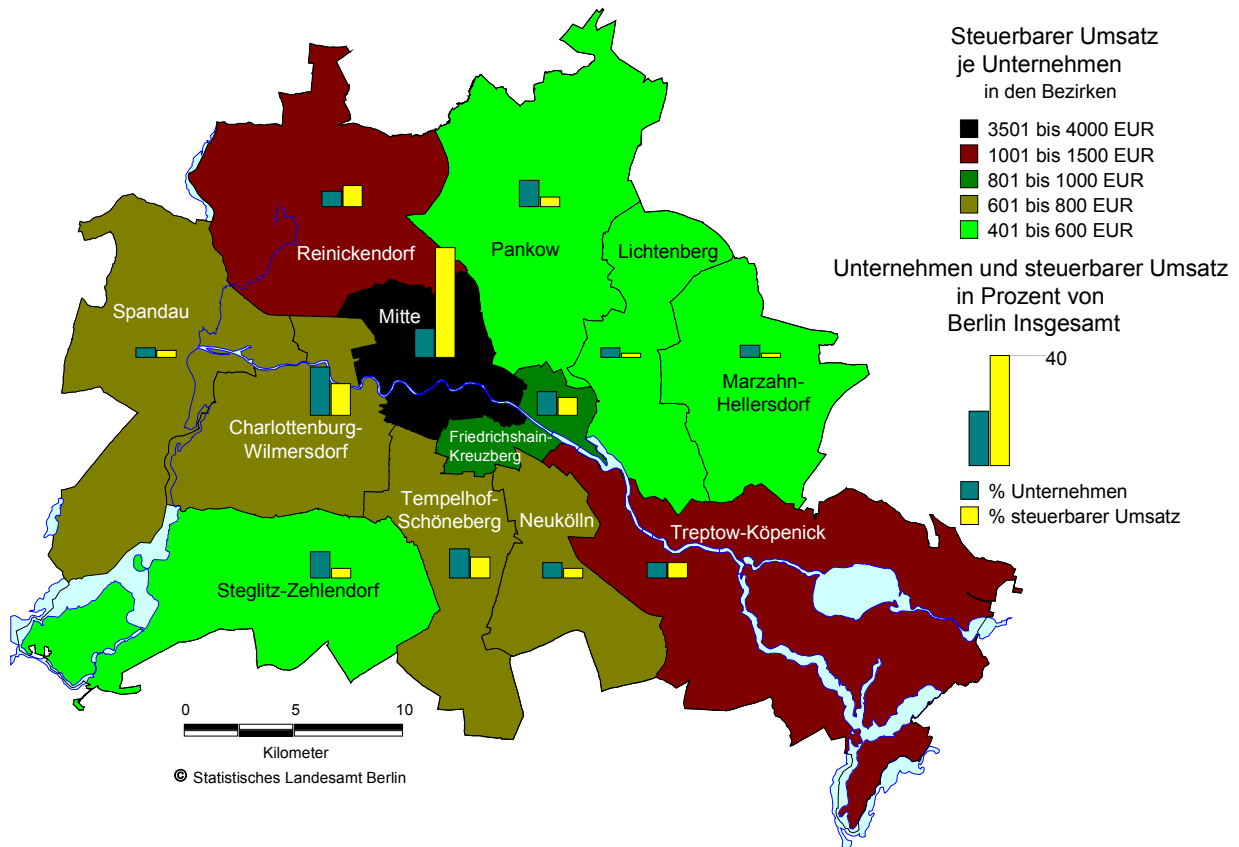 Steuerbarer Umsatz
je Unternehmen
in den Bezirken
3501 bis 4000 EUR
1001 bis 1500 EUR
801 bis 1000 EUR
601 bis 800 EUR
401 bis 600 EUR
Unternehmen und steuerbarer Umsatz
in Prozent von
Berlin Insgesamt
40
% Unternehmen
% steuerbarer Umsatz
Reinickendorf
Pankow
Lichtenberg
Spandau
Mitte
Marzahn-
Hellersdorf
Charlottenburg-
Wilmersdorf
Friedrichshain-
Kreuzberg
Tempelhof-
Schöneberg
Neukölln
Treptow-Köpenick
Steglitz-Zehlendorf
0 5 10
Kilometer
© Statistisches Landesamt Berlin